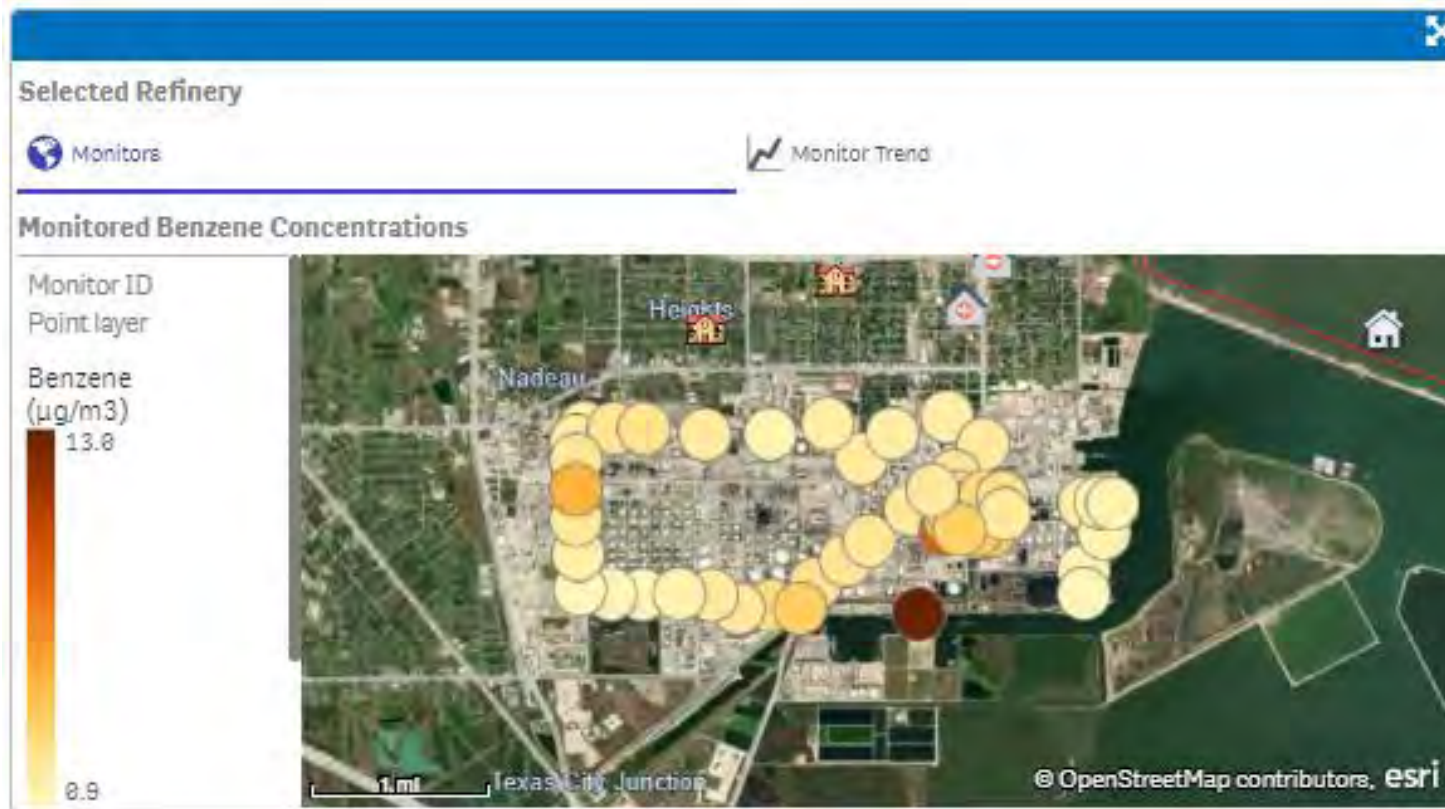 Selected Refinery
Monitors
Monitor Trend
Monitored Benzene Concentrations
Monitor ID
Point layer
Benzene
(µg/m3)
13.0
0.9
Heights
Nadeau
Texas City Junction
1 mi
© OpenStreetMap contributors, esri